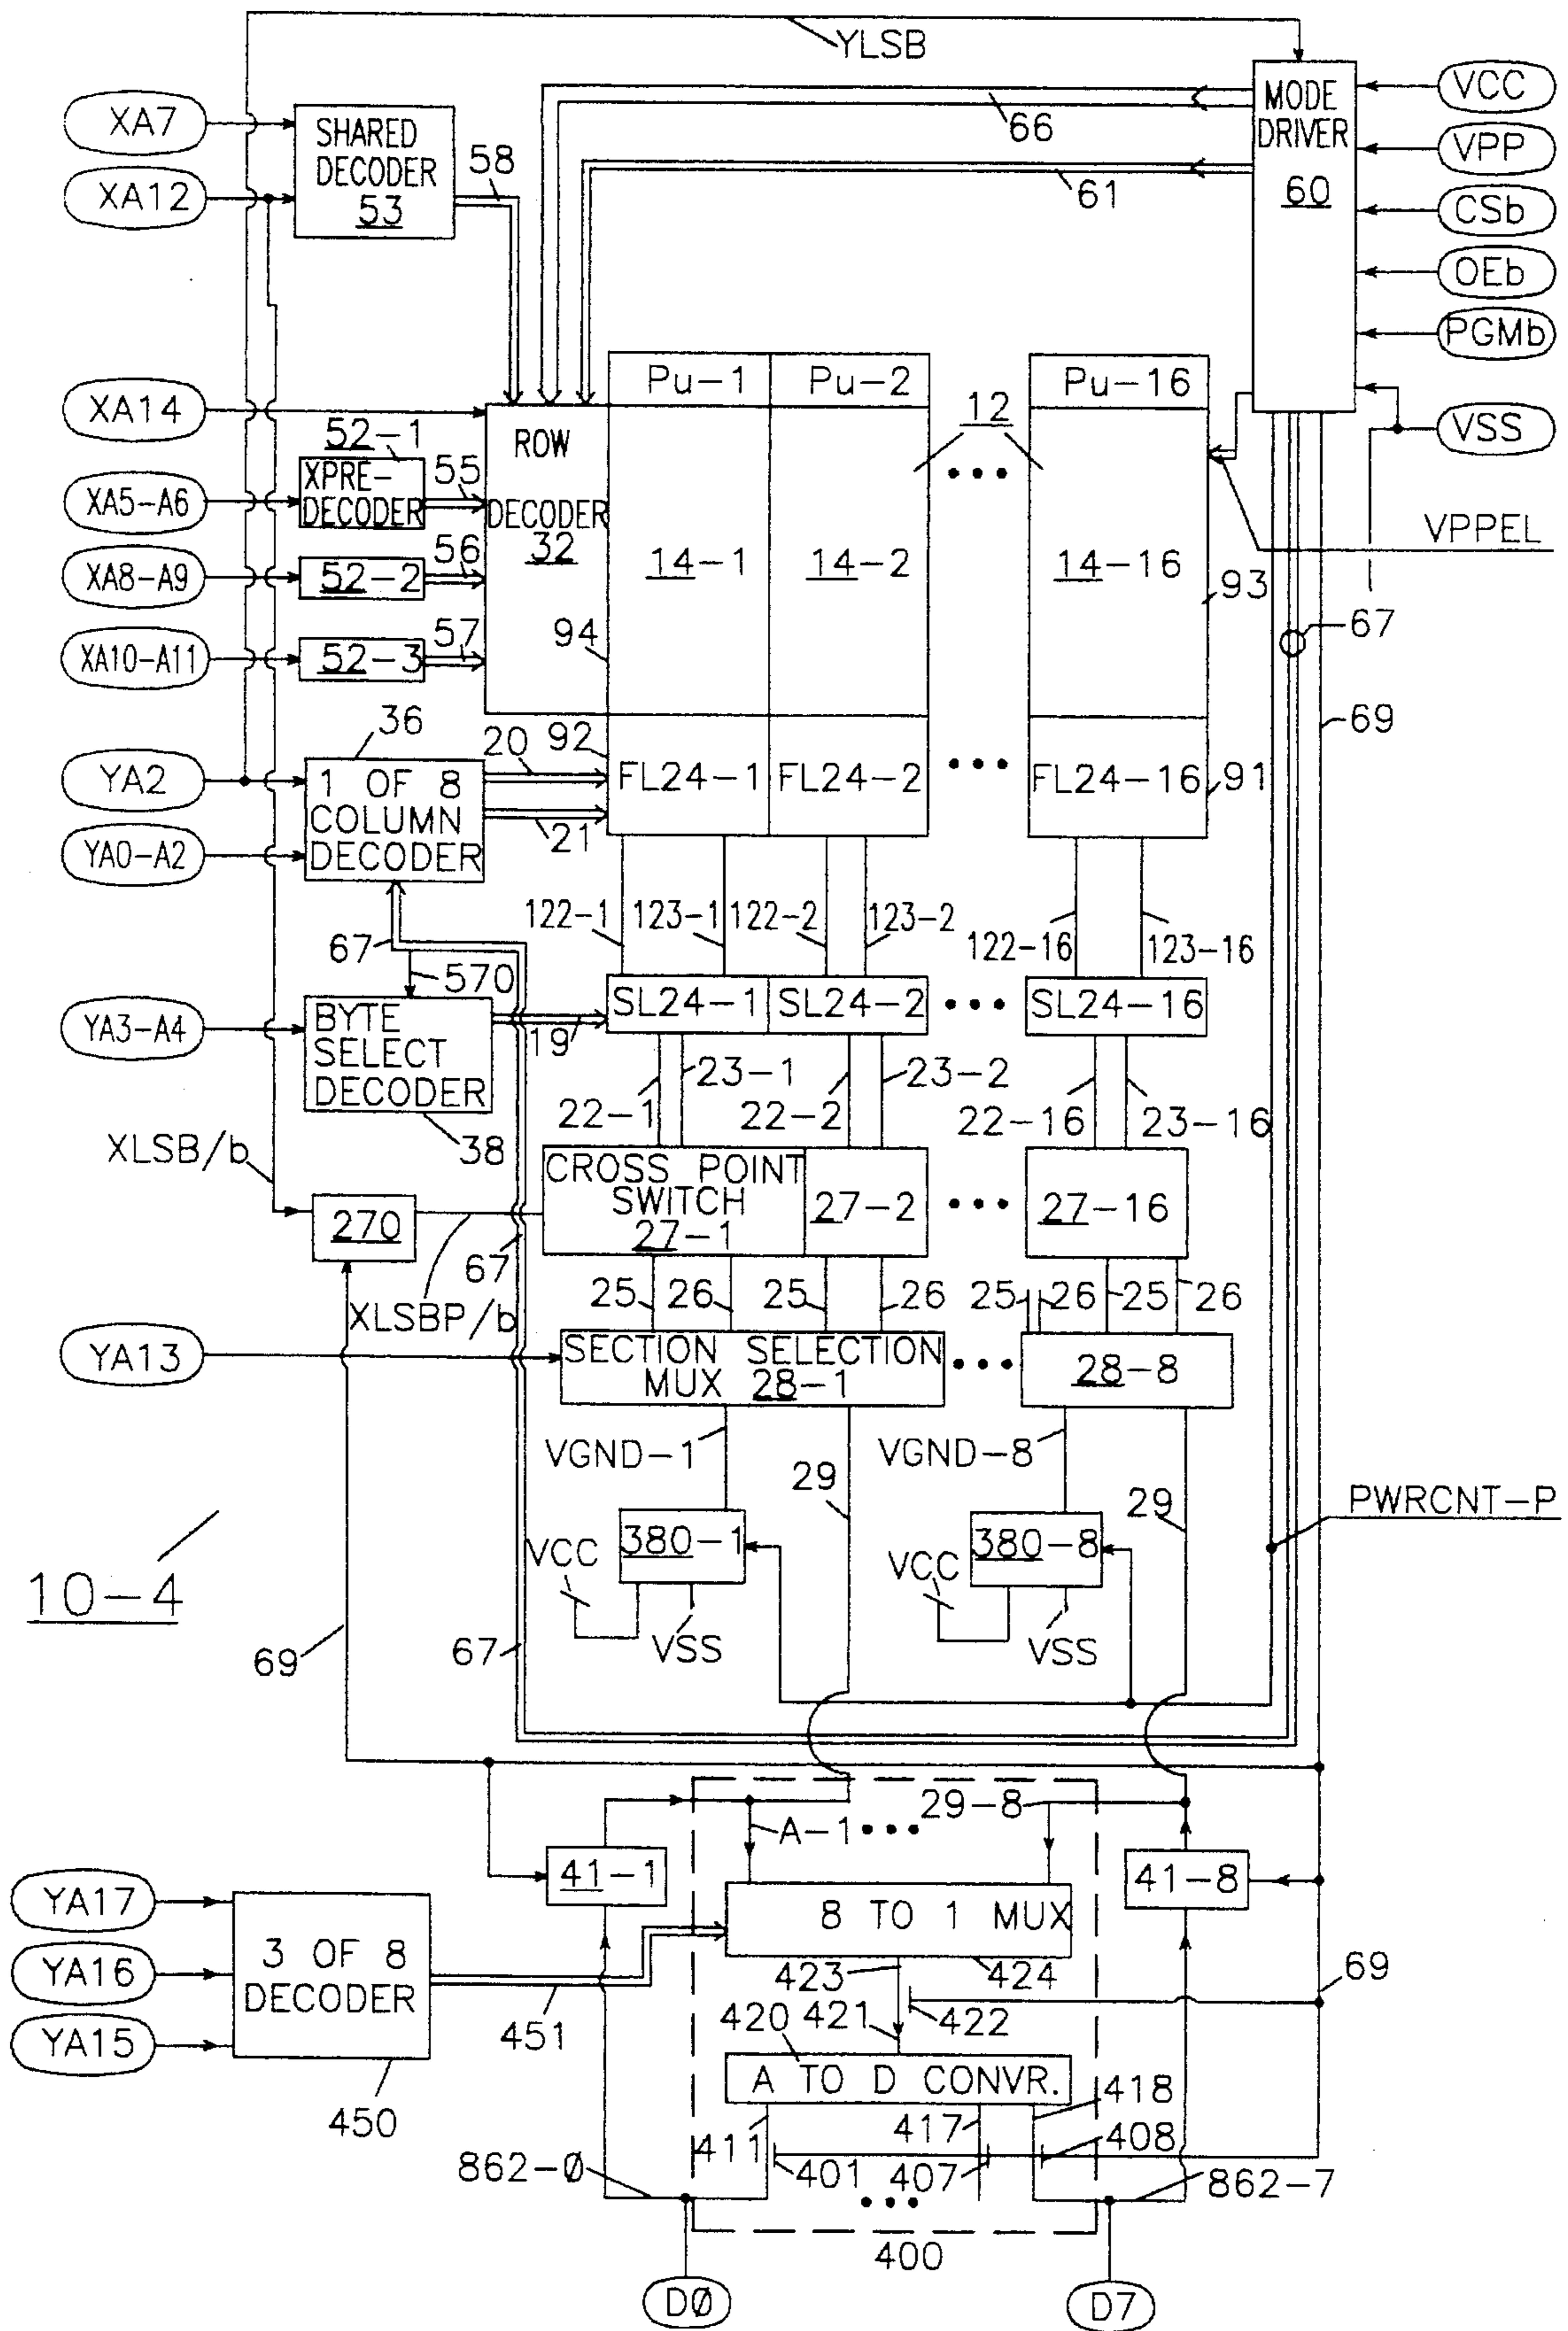 YLSB
XA7
SHARED
DECODER
53
58
66
61
MODE
DRIVER
60
VCC
VPP
CSb
OEb
PGMb
VSS
XA12
XA14
52-1
XPRE-
DECODER
55
XA5-A6
XA8-A9
52-2
56
XA10-A11
52-3
57
ROW
DECODER
32
Pu-1
Pu-2
Pu-16
12
14-1
14-2
14-16
94
93
VPPEL
67
69
36
YA2
YA0-A2
1 OF 8
COLUMN
DECODER
20
21
92
FL24-1
FL24-2
FL24-16
91
122-1
123-1
122-2
123-2
122-16
123-16
67
570
YA3-A4
BYTE
SELECT
DECODER
38
19
SL24-1
SL24-2
SL24-16
22-1
23-1
22-2
23-2
22-16
23-16
XLSB/b
270
XLSBP/b
67
CROSS POINT
SWITCH
27-1
27-2
27-16
25
26
25
26
25
26
25
26
YA13
SECTION SELECTION
MUX 28-1
28-8
VGND-1
29
VGND-8
29
PWRCNT-P
380-1
VCC
VSS
380-8
VCC
VSS
10-4
69
67
29-8
A-1
41-1
41-8
YA17
YA16
YA15
3 OF 8
DECODER
450
451
8 TO 1 MUX
423
424
69
420
421
422
A TO D CONVR.
411
417
418
401
407
408
862-0
862-7
400
D0
D7